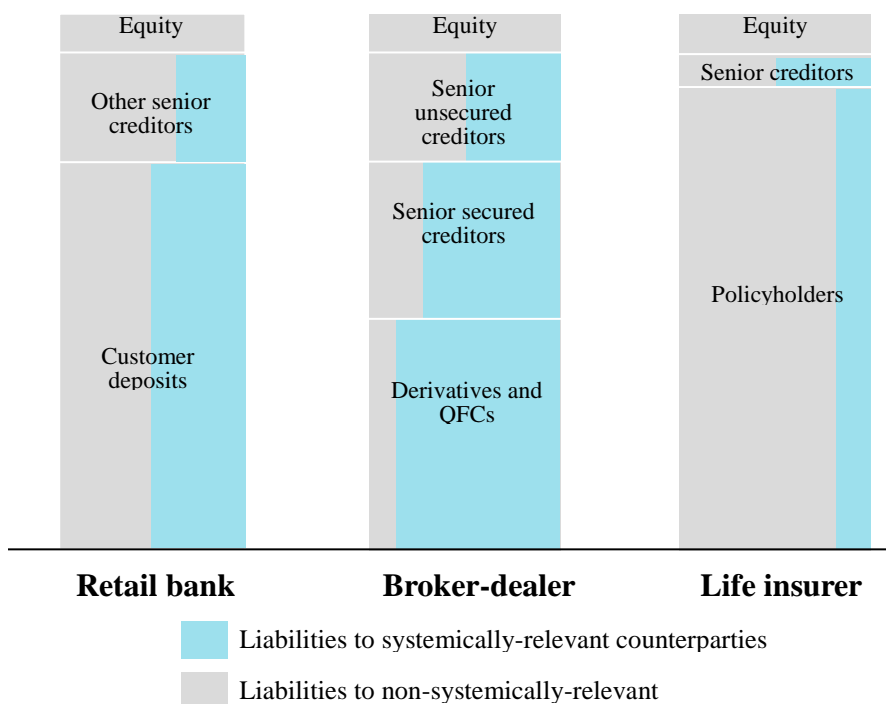 Equity
Other senior
creditors
Customer
deposits
Equity
Senior
unsecured
creditors
Senior secured
creditors
Derivatives and
QFCs
Equity
Senior creditors
Policyholders
Retail bank
Broker-dealer
Life insurer
Liabilities to systemically-relevant counterparties
Liabilities to non-systemically-relevant